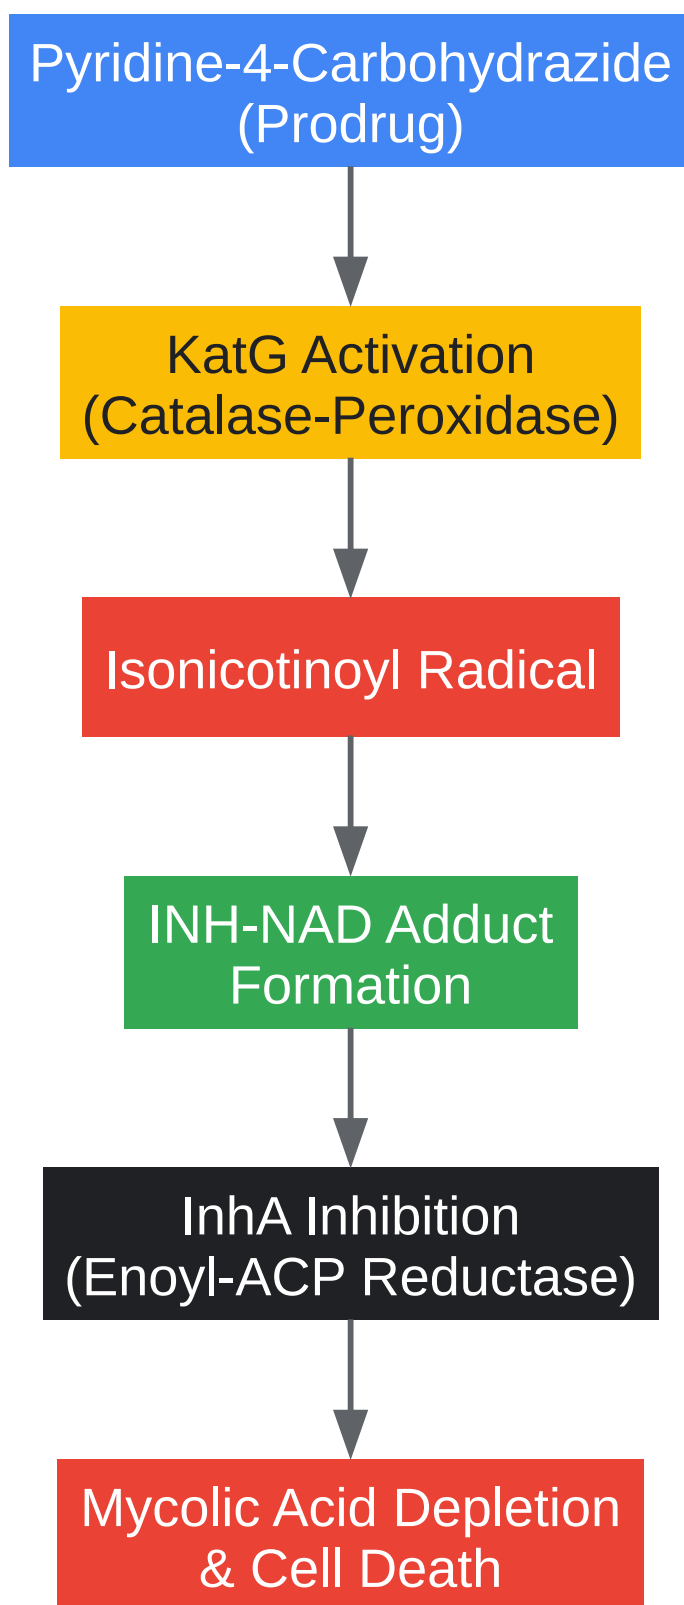 Pyridine-4-Carbohydrazide
(Prodrug)
KatG Activation
(Catalase-Peroxidase)
Isonicotinoyl Radical
INH-NAD Adduct
Formation
InhA Inhibition
(Enoyl-ACP Reductase)
Mycolic Acid Depletion
& Cell Death